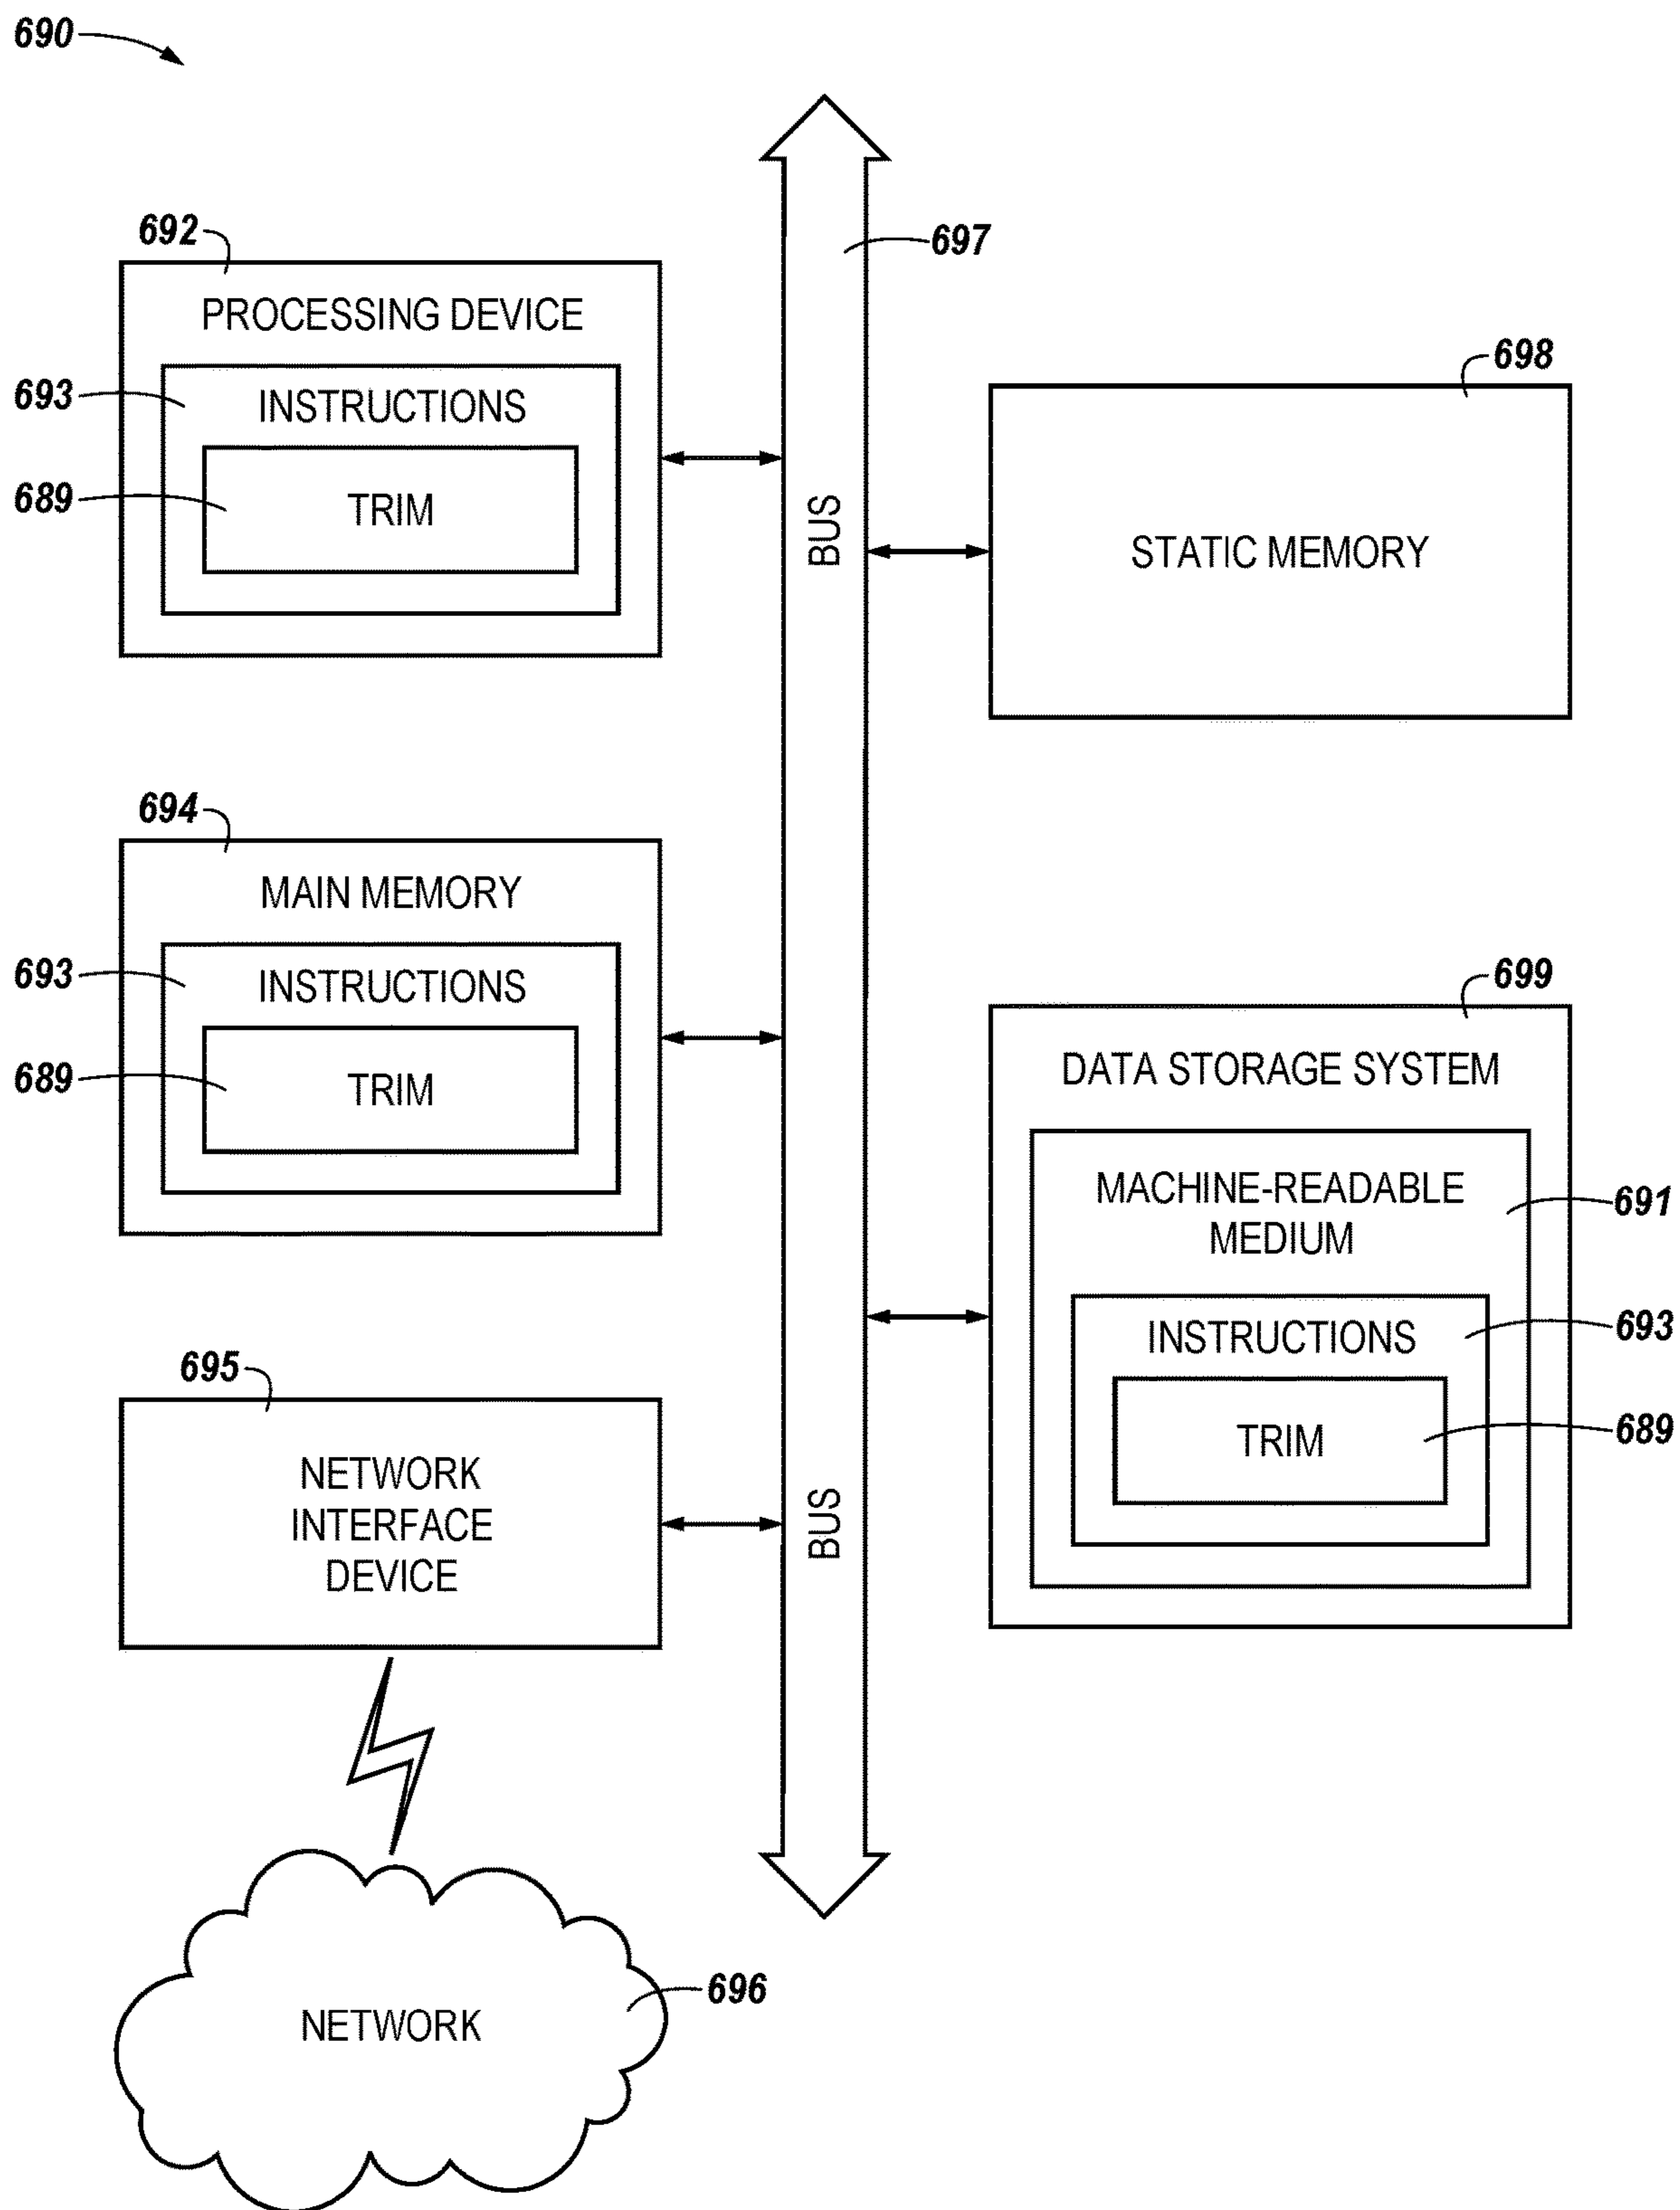 690
692
PROCESSING DEVICE
693
INSTRUCTIONS
689
TRIM
694
MAIN MEMORY
693
INSTRUCTIONS
689
TRIM
695
NETWORK
INTERFACE
DEVICE
NETWORK
696
697
BUS
BUS
698
STATIC MEMORY
699
DATA STORAGE SYSTEM
MACHINE-READABLE
MEDIUM
691
INSTRUCTIONS
693
TRIM
689